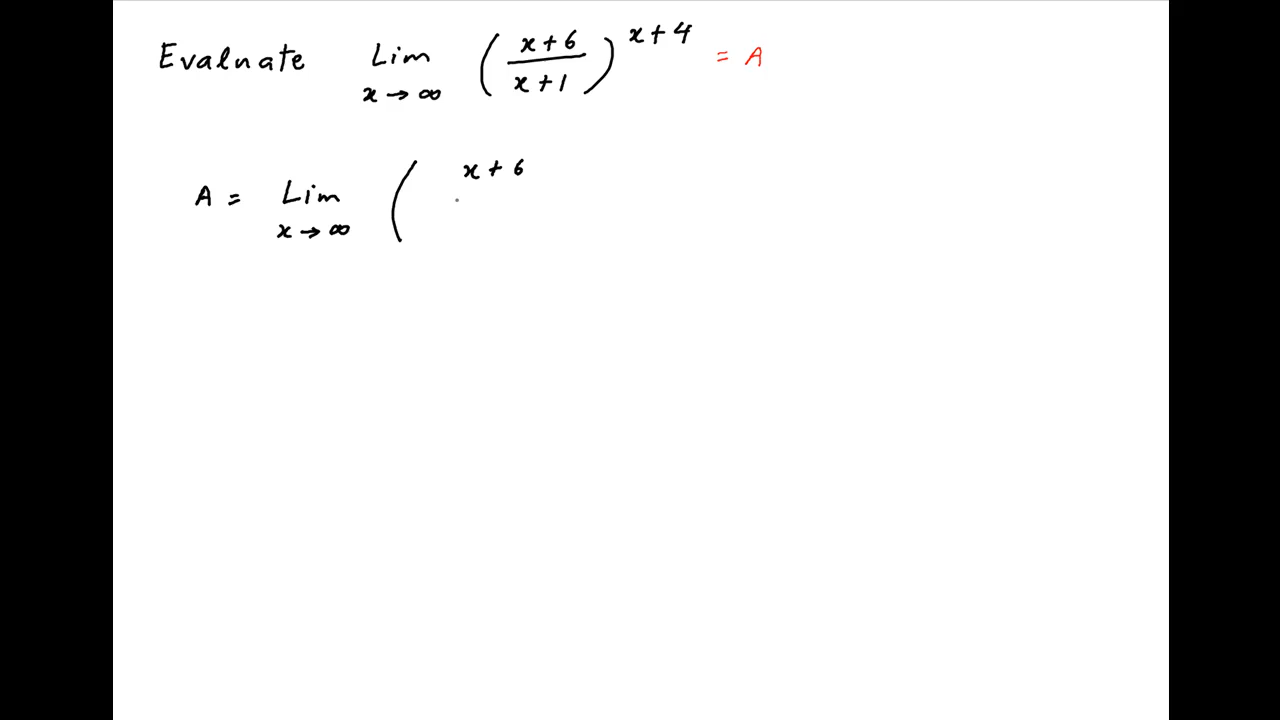 Evaluate Lim x→∞ ( (x+6)/(x+1) )^(x+4) = A
A = Lim x→∞ ( x+6